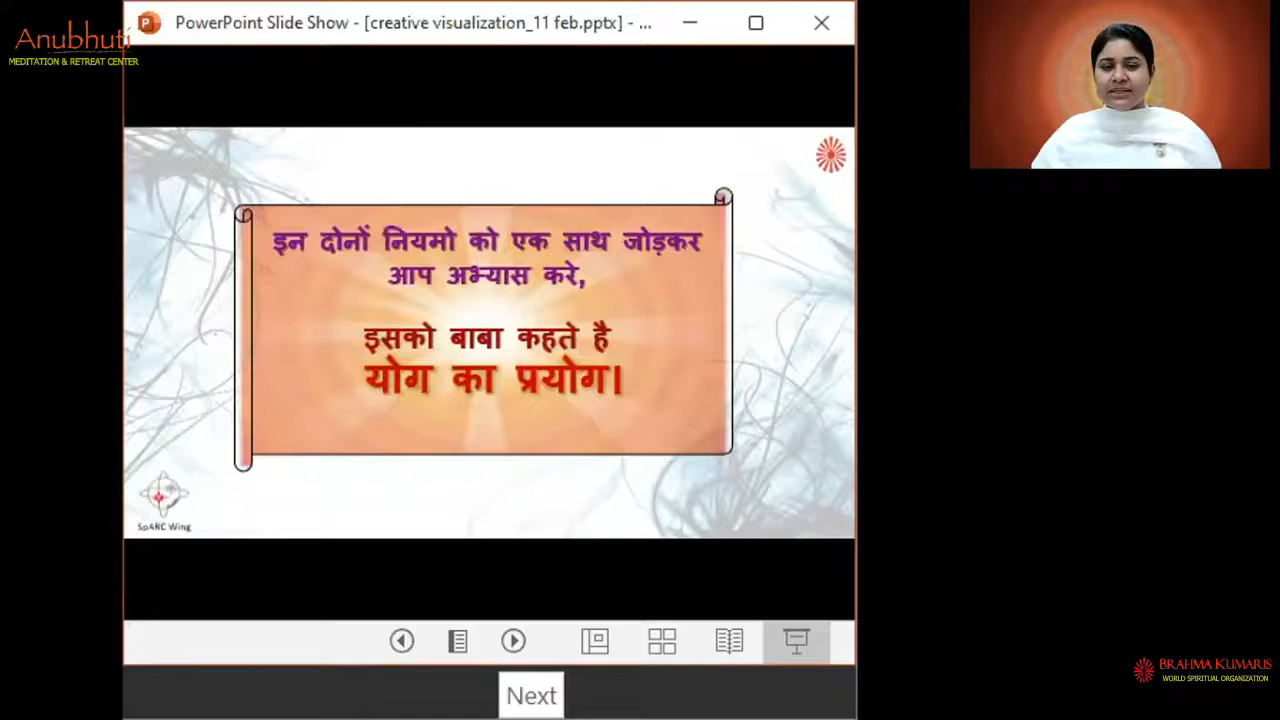 PowerPoint Slide Show - [creative visualization_11 feb.pptx] - ...
Anubhuti
MEDITATION & RETREAT CENTER
इन दोनों नियमो को एक साथ जोड़कर
आप अभ्यास करे,
इसको बाबा कहते है
योग का प्रयोग।
SpARC Wing
Next
BRAHMA KUMARIS
WORLD SPIRITUAL ORGANIZATION